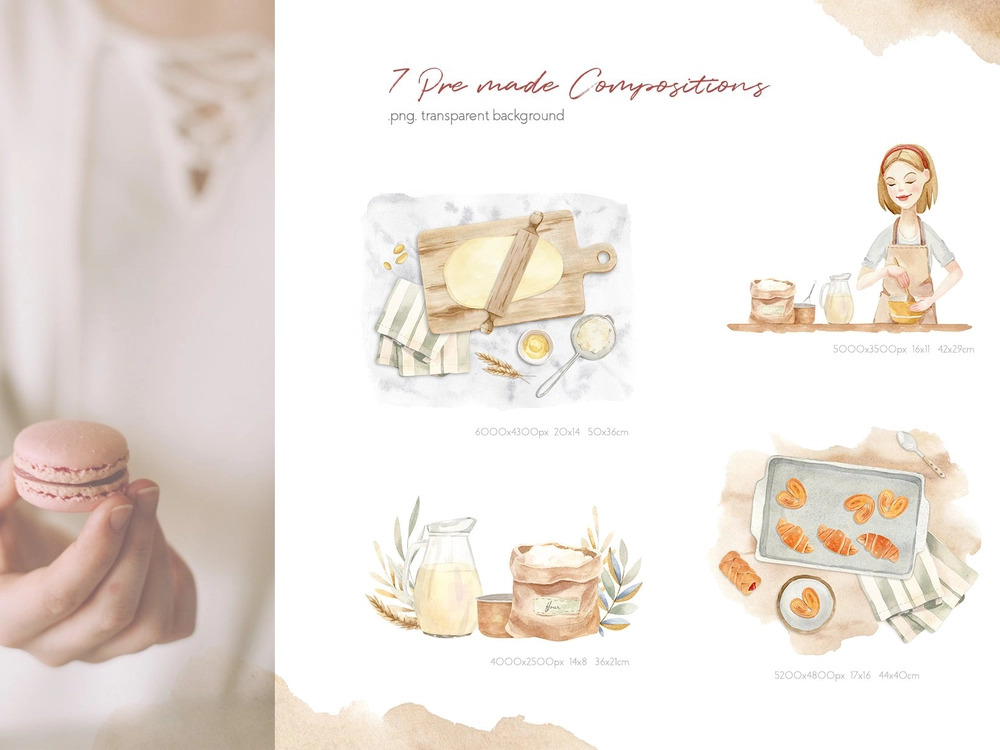 7 Pre made Compositions
.png. transparent background
5000x3500px 16x11 42x29cm
6000x4300px 20x14 50x36cm
flour
4000x2500px 14x8 36x21cm
5200x4800px 17x16 44x40cm